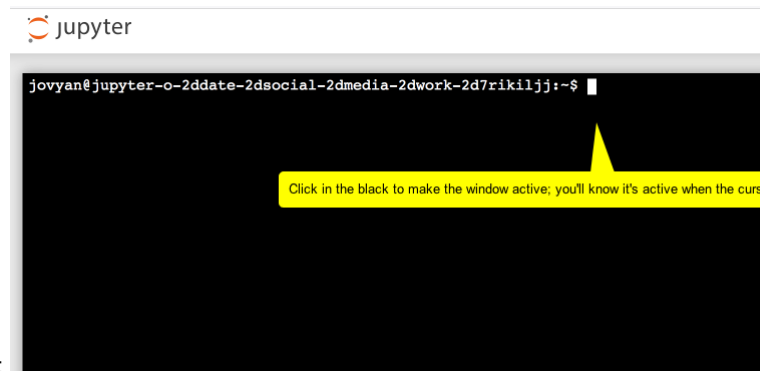 jupyter
jovyan@jupyter-o-2ddate-2dsocial-2dmedia-2dwork-2d7rikiljj:~$
Click in the black to make the window active; you'll know it's active when the curs